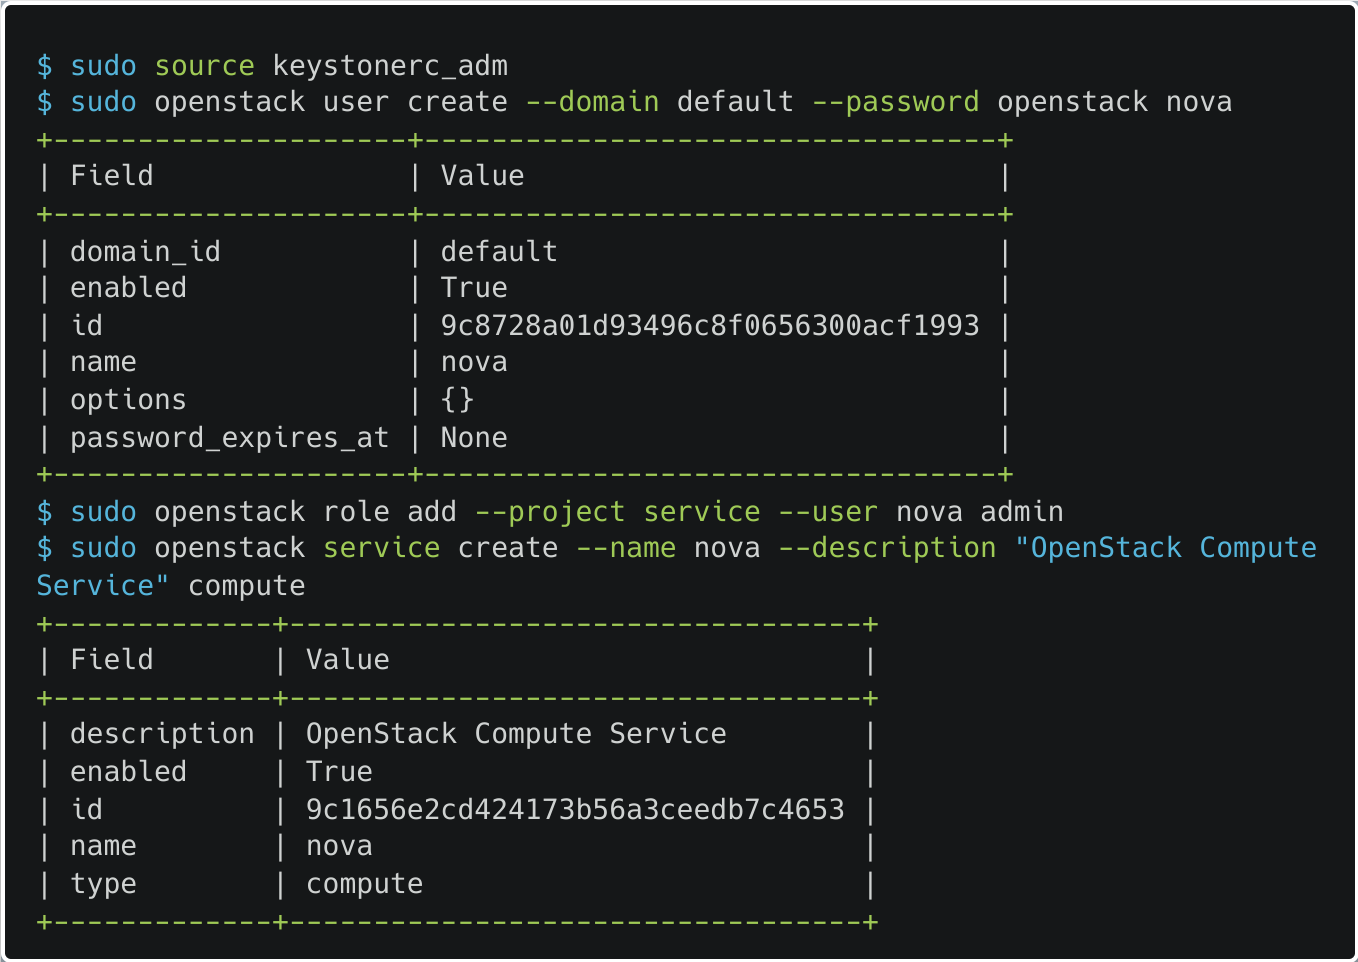 $ sudo source keystonerc_adm
$ sudo openstack user create --domain default --password openstack nova
+---------------------+----------------------------------+
| Field               | Value                            |
+---------------------+----------------------------------+
| domain_id           | default                          |
| enabled             | True                             |
| id                  | 9c8728a01d93496c8f0656300acf1993 |
| name                | nova                             |
| options             | {}                               |
| password_expires_at | None                             |
+---------------------+----------------------------------+
$ sudo openstack role add --project service --user nova admin
$ sudo openstack service create --name nova --description "OpenStack Compute
Service" compute
+-------------+----------------------------------+
| Field       | Value                            |
+-------------+----------------------------------+
| description | OpenStack Compute Service        |
| enabled     | True                             |
| id          | 9c1656e2cd424173b56a3ceedb7c4653 |
| name        | nova                             |
| type        | compute                          |
+-------------+----------------------------------+